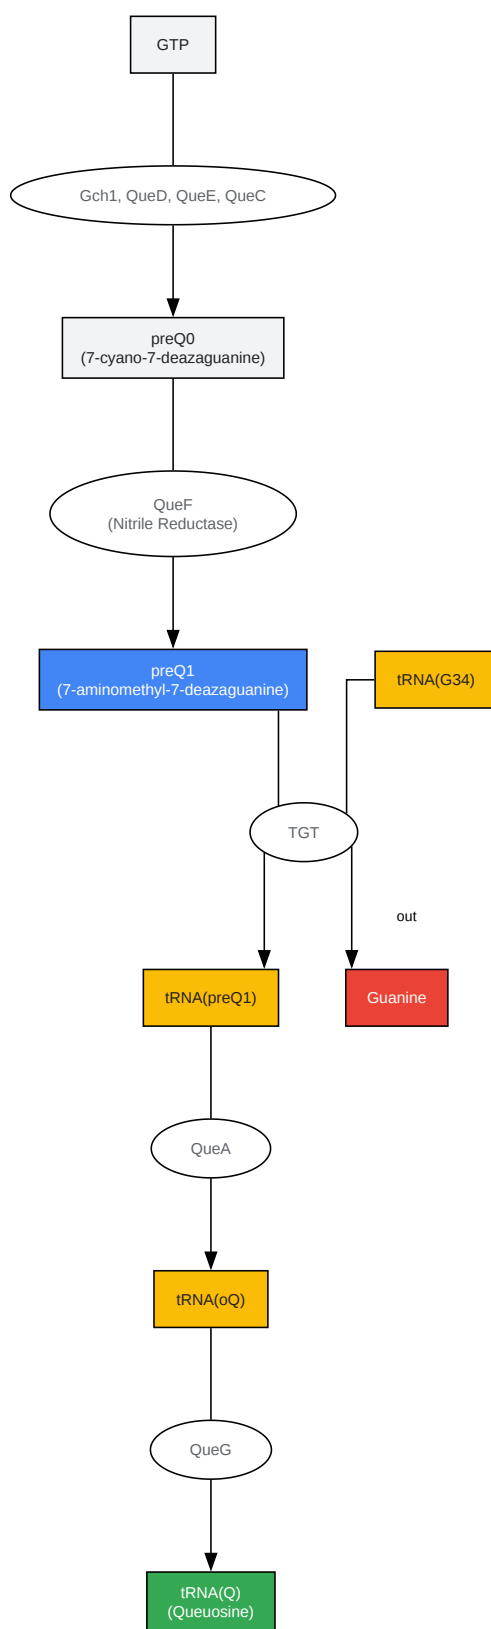 GTP
Gch1, QueD, QueE, QueC
preQ0
(7-cyano-7-deazaguanine)
QueF
(Nitrile Reductase)
preQ1
(7-aminomethyl-7-deazaguanine)
tRNA(G34)
TGT
out
tRNA(preQ1)
Guanine
QueA
tRNA(oQ)
QueG
tRNA(Q)
(Queuosine)